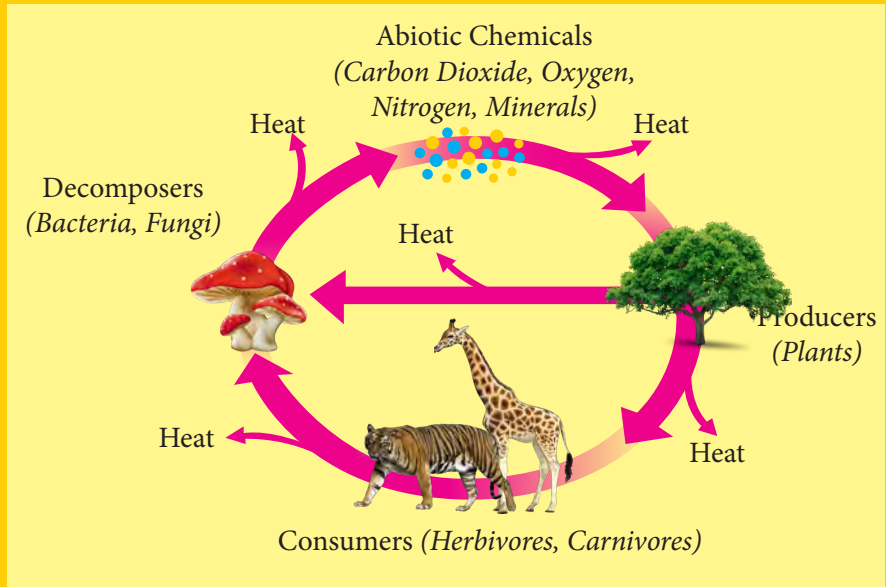 Abiotic Chemicals
(Carbon Dioxide, Oxygen,
Nitrogen, Minerals)
Heat
Heat
Decomposers
(Bacteria, Fungi)
Heat
Producers
(Plants)
Heat
Heat
Consumers (Herbivores, Carnivores)